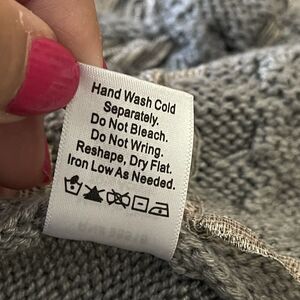 Hand Wash Cold
Separately.
Do Not Bleach.
Do Not Wring.
Reshape, Dry Flat.
Iron Low As Needed.